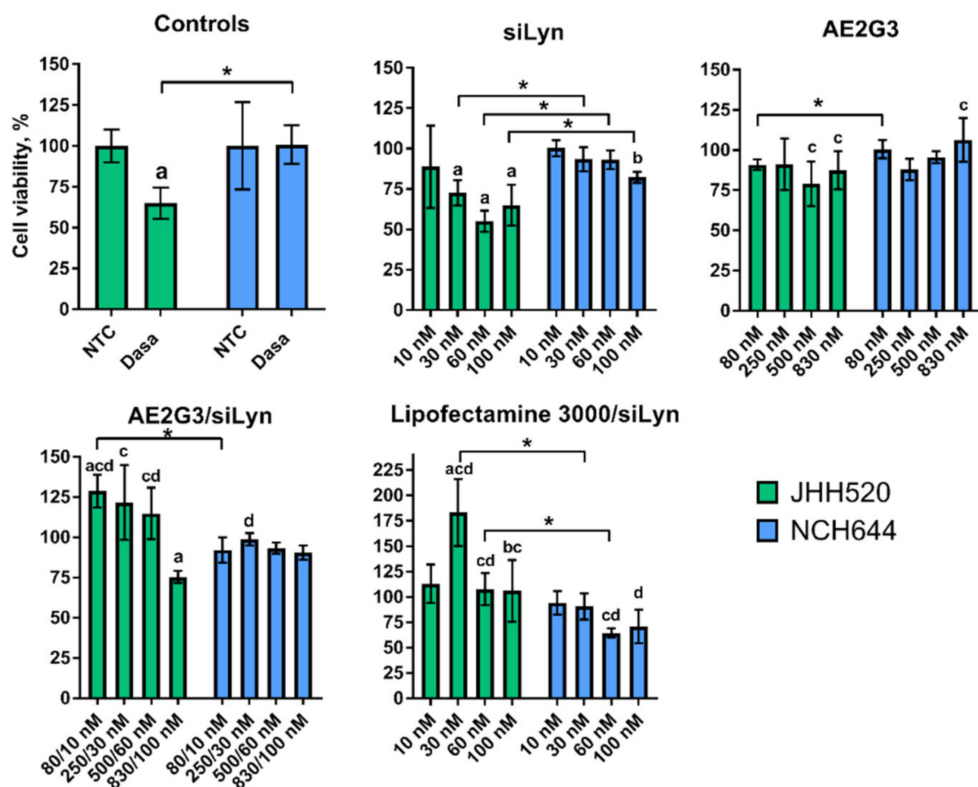 Controls
*
Cell viability, %
150
125
100
75
50
25
0
a
NTC
Dasa
NTC
Dasa
siLyn
*
*
*
150
125
100
75
50
25
0
a
a
a
b
10 nM
30 nM
60 nM
100 nM
10 nM
30 nM
60 nM
100 nM
AE2G3
*
150
125
100
75
50
25
0
c
c
c
80 nM
250 nM
500 nM
830 nM
80 nM
250 nM
500 nM
830 nM
AE2G3/siLyn
*
150
125
100
75
50
25
0
acd
c
cd
a
d
80/10 nM
250/30 nM
500/60 nM
830/100 nM
80/10 nM
250/30 nM
500/60 nM
830/100 nM
Lipofectamine 3000/siLyn
*
*
225
200
175
150
125
100
75
50
25
0
acd
cd
bc
cd
d
10 nM
30 nM
60 nM
100 nM
10 nM
30 nM
60 nM
100 nM
JHH520
NCH644